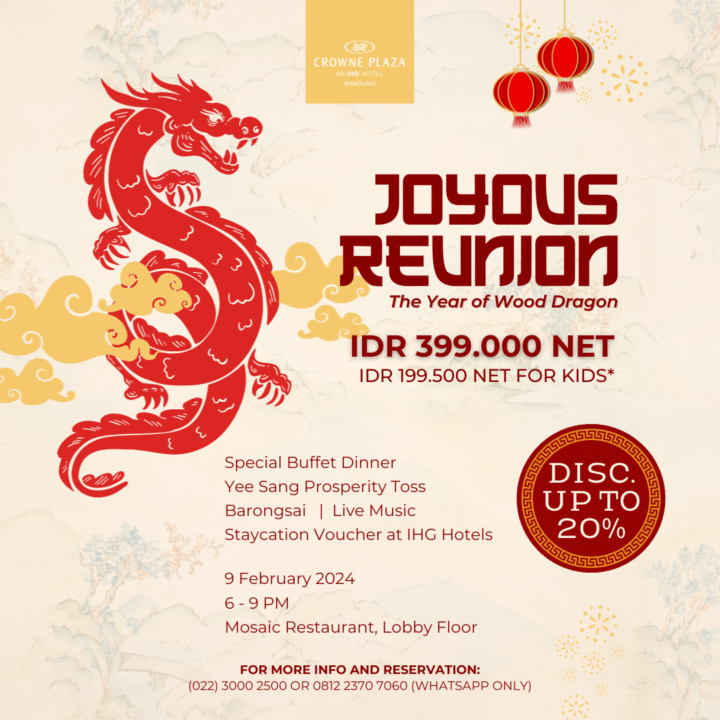 CROWNE PLAZA
AN IHG HOTEL
BANDUNG
JOYOUS
REUNION
The Year of Wood Dragon
IDR 399.000 NET
IDR 199.500 NET FOR KIDS*
Special Buffet Dinner
Yee Sang Prosperity Toss
Barongsai | Live Music
Staycation Voucher at IHG Hotels
DISC.
UP TO
20%
9 February 2024
6 - 9 PM
Mosaic Restaurant, Lobby Floor
FOR MORE INFO AND RESERVATION:
(022) 3000 2500 OR 0812 2370 7060 (WHATSAPP ONLY)